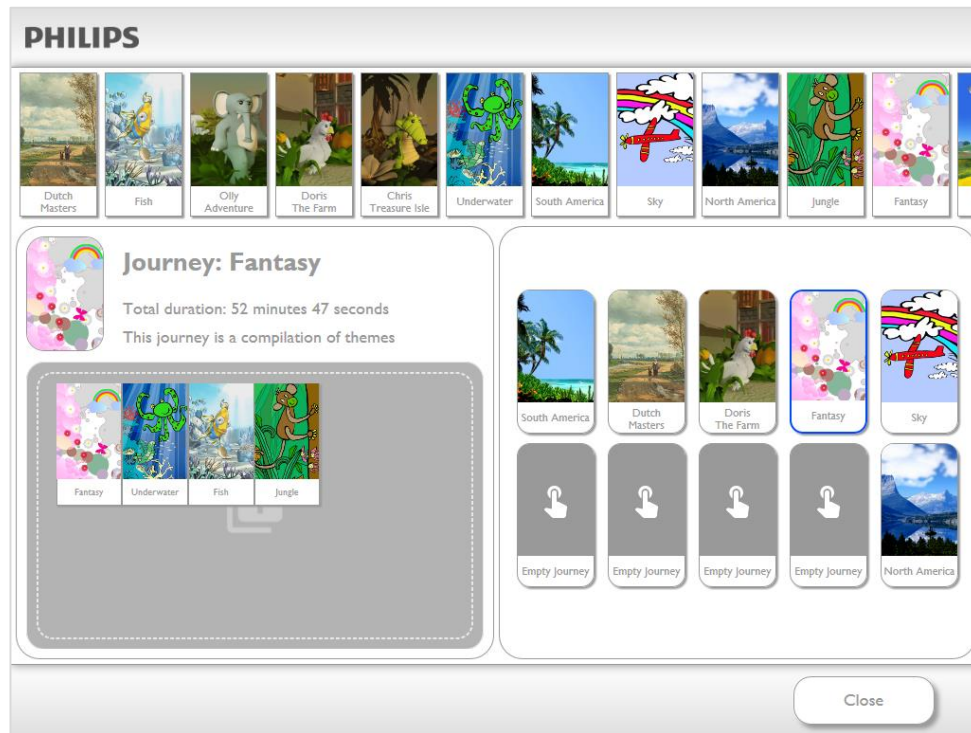 PHILIPS
Dutch
Masters
Fish
Olly
Adventure
Doris
The Farm
Chris
Treasure Isle
Underwater
South America
Sky
North America
Jungle
Fantasy
Journey: Fantasy
Total duration: 52 minutes 47 seconds
This journey is a compilation of themes
Fantasy
Underwater
Fish
Jungle
South America
Dutch
Masters
Doris
The Farm
Fantasy
Sky
Empty Journey
Empty Journey
Empty Journey
Empty Journey
North America
Close